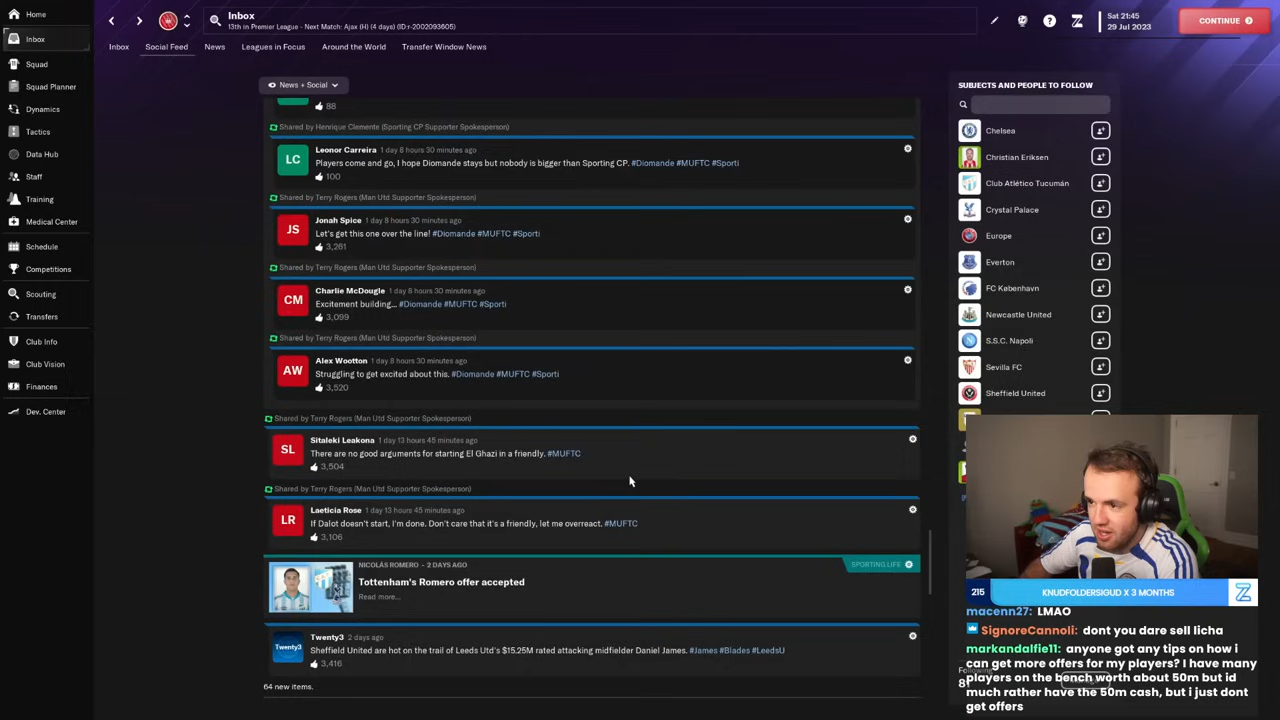 Home
Inbox
Squad
Squad Planner
Dynamics
Tactics
Data Hub
Staff
Training
Medical Center
Schedule
Competitions
Scouting
Transfers
Club Info
Club Vision
Finances
Dev. Center
Inbox
13th in Premier League - Next Match: Ajax (H) (4 days) (ID:r-2002093605)
Sat 21:45
29 Jul 2023
CONTINUE
Inbox
Social Feed
News
Leagues in Focus
Around the World
Transfer Window News
News + Social
88
Shared by Henrique Clemente (Sporting CP Supporter Spokesperson)
LC
Leonor Carreira 1 day 8 hours 30 minutes ago
Players come and go, I hope Diomande stays but nobody is bigger than Sporting CP. #Diomande #MUFTC #Sporti
100
Shared by Terry Rogers (Man Utd Supporter Spokesperson)
JS
Jonah Spice 1 day 8 hours 30 minutes ago
Let's get this one over the line! #Diomande #MUFTC #Sporti
3,261
Shared by Terry Rogers (Man Utd Supporter Spokesperson)
CM
Charlie McDougle 1 day 8 hours 30 minutes ago
Excitement building... #Diomande #MUFTC #Sporti
3,099
Shared by Terry Rogers (Man Utd Supporter Spokesperson)
AW
Alex Wootton 1 day 8 hours 30 minutes ago
Struggling to get excited about this. #Diomande #MUFTC #Sporti
3,520
Shared by Terry Rogers (Man Utd Supporter Spokesperson)
SL
Sitaleki Leakona 1 day 13 hours 45 minutes ago
There are no good arguments for starting El Ghazi in a friendly. #MUFTC
3,504
Shared by Terry Rogers (Man Utd Supporter Spokesperson)
LR
Laeticia Rose 1 day 13 hours 45 minutes ago
If Dalot doesn't start, I'm done. Don't care that it's a friendly, let me overreact. #MUFTC
3,106
NICOLÁS ROMERO - 2 DAYS AGO
SPORTING LIFE
Tottenham's Romero offer accepted
Read more...
Twenty3
Twenty3 2 days ago
Sheffield United are hot on the trail of Leeds Utd's $15.25M rated attacking midfielder Daniel James. #James #Blades #LeedsU
3,416
64 new items.
SUBJECTS AND PEOPLE TO FOLLOW
Chelsea
Christian Eriksen
Club Atlético Tucumán
Crystal Palace
Europe
Everton
FC København
Newcastle United
S.S.C. Napoli
Sevilla FC
Sheffield United
215
KNUDFOLDERSIGUD X 3 MONTHS
macenn27: LMAO
SignoreCannoli: dont you dare sell licha
markandalfie11: anyone got any tips on how i
can get more offers for my players? I have many
players on the bench worth about 50m but id
much rather have the 50m cash, but i just dont
get offers